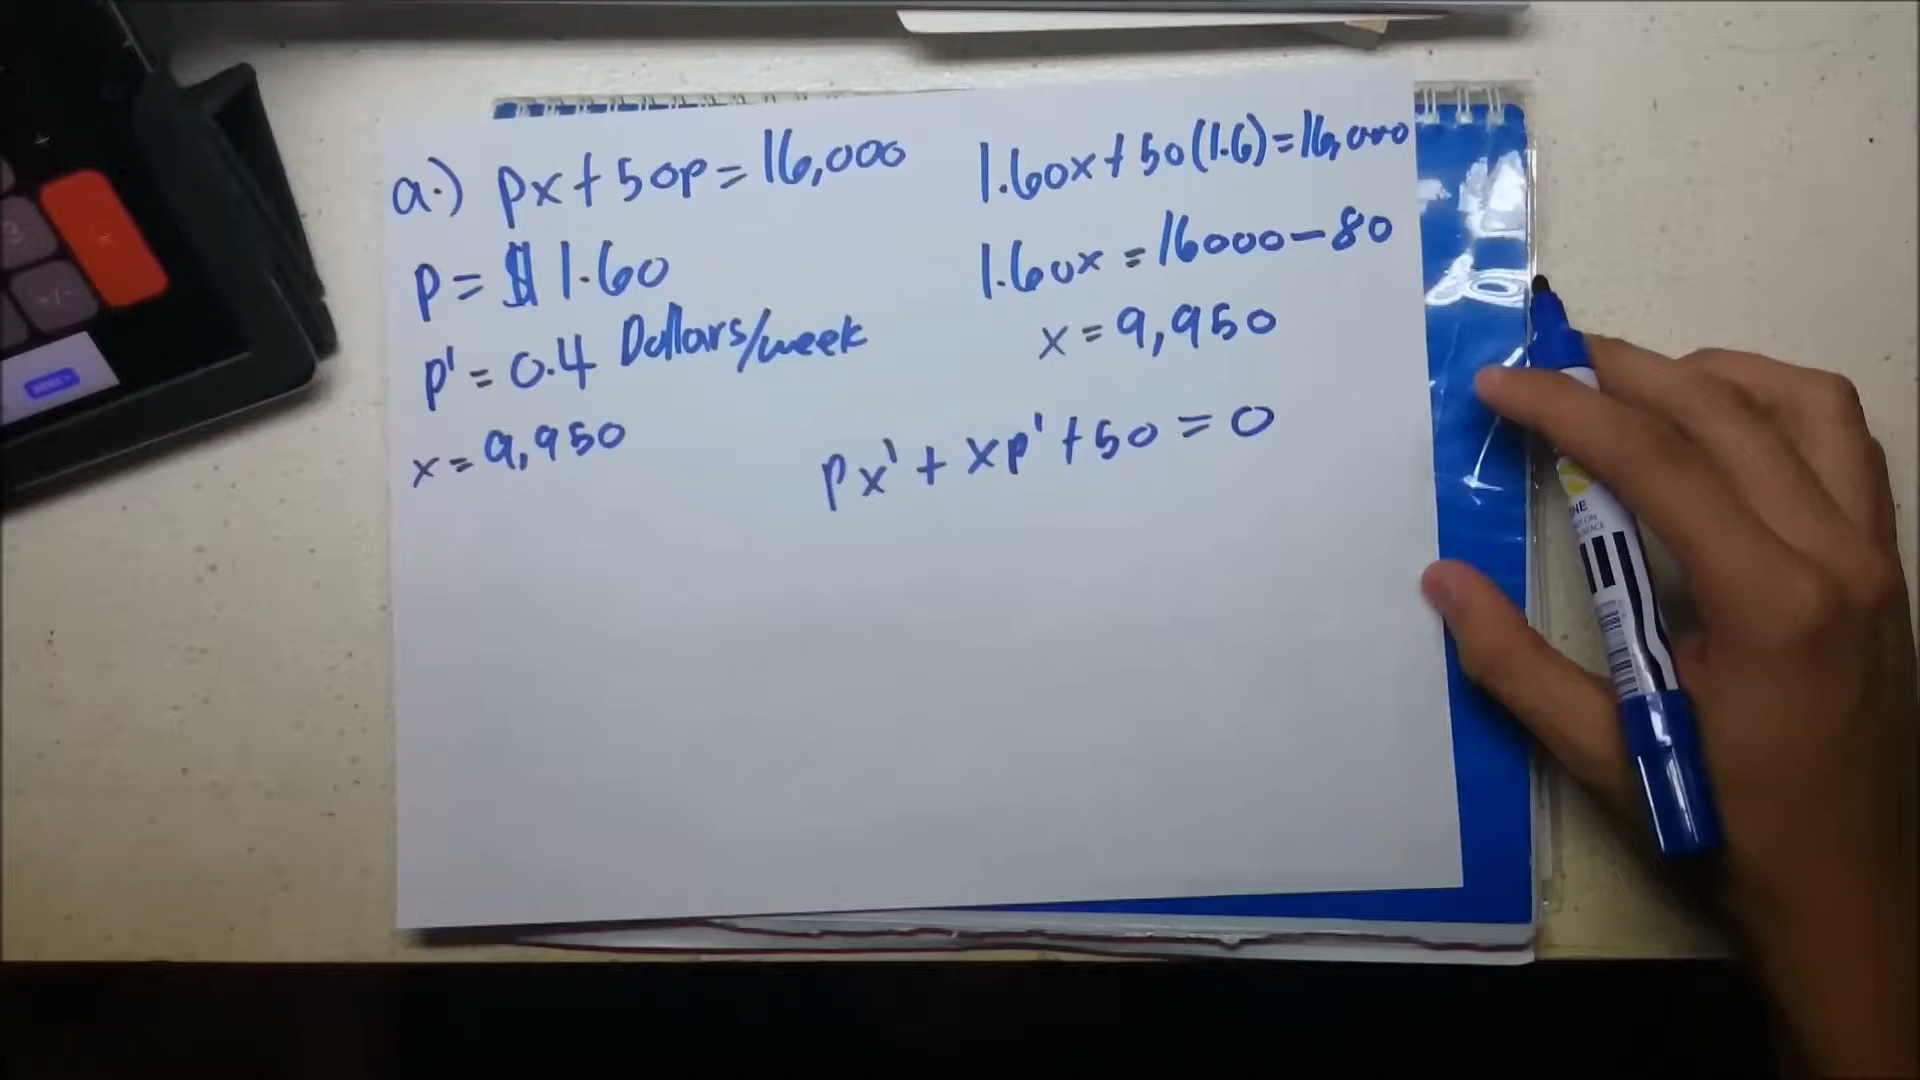 a.) px + 50p = 16,000
p = $ 1.60
p' = 0.4 Dollars/week
x = 9,950
1.60x + 50(1.6) = 16,000
1.60x = 16000 - 80
x = 9,950
px' + xp' + 50 = 0